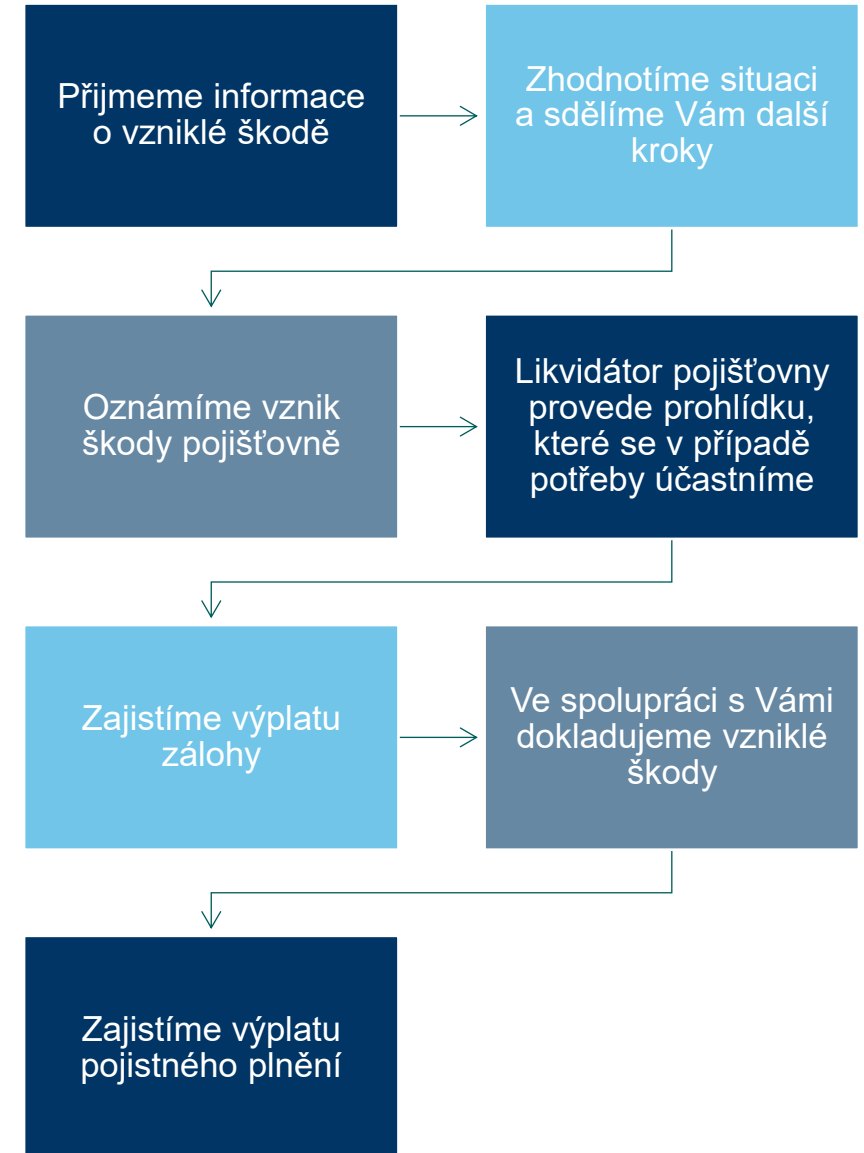 Přijmeme informace
o vzniklé škodě
Zhodnotíme situaci
a sdělíme Vám další
kroky
Oznámíme vznik
škody pojišťovně
Likvidátor pojišťovny
provede prohlídku,
které se v případě
potřeby účastníme
Zajistíme výplatu
zálohy
Ve spolupráci s Vámi
dokladujeme vzniklé
škody
Zajistíme výplatu
pojistného plnění